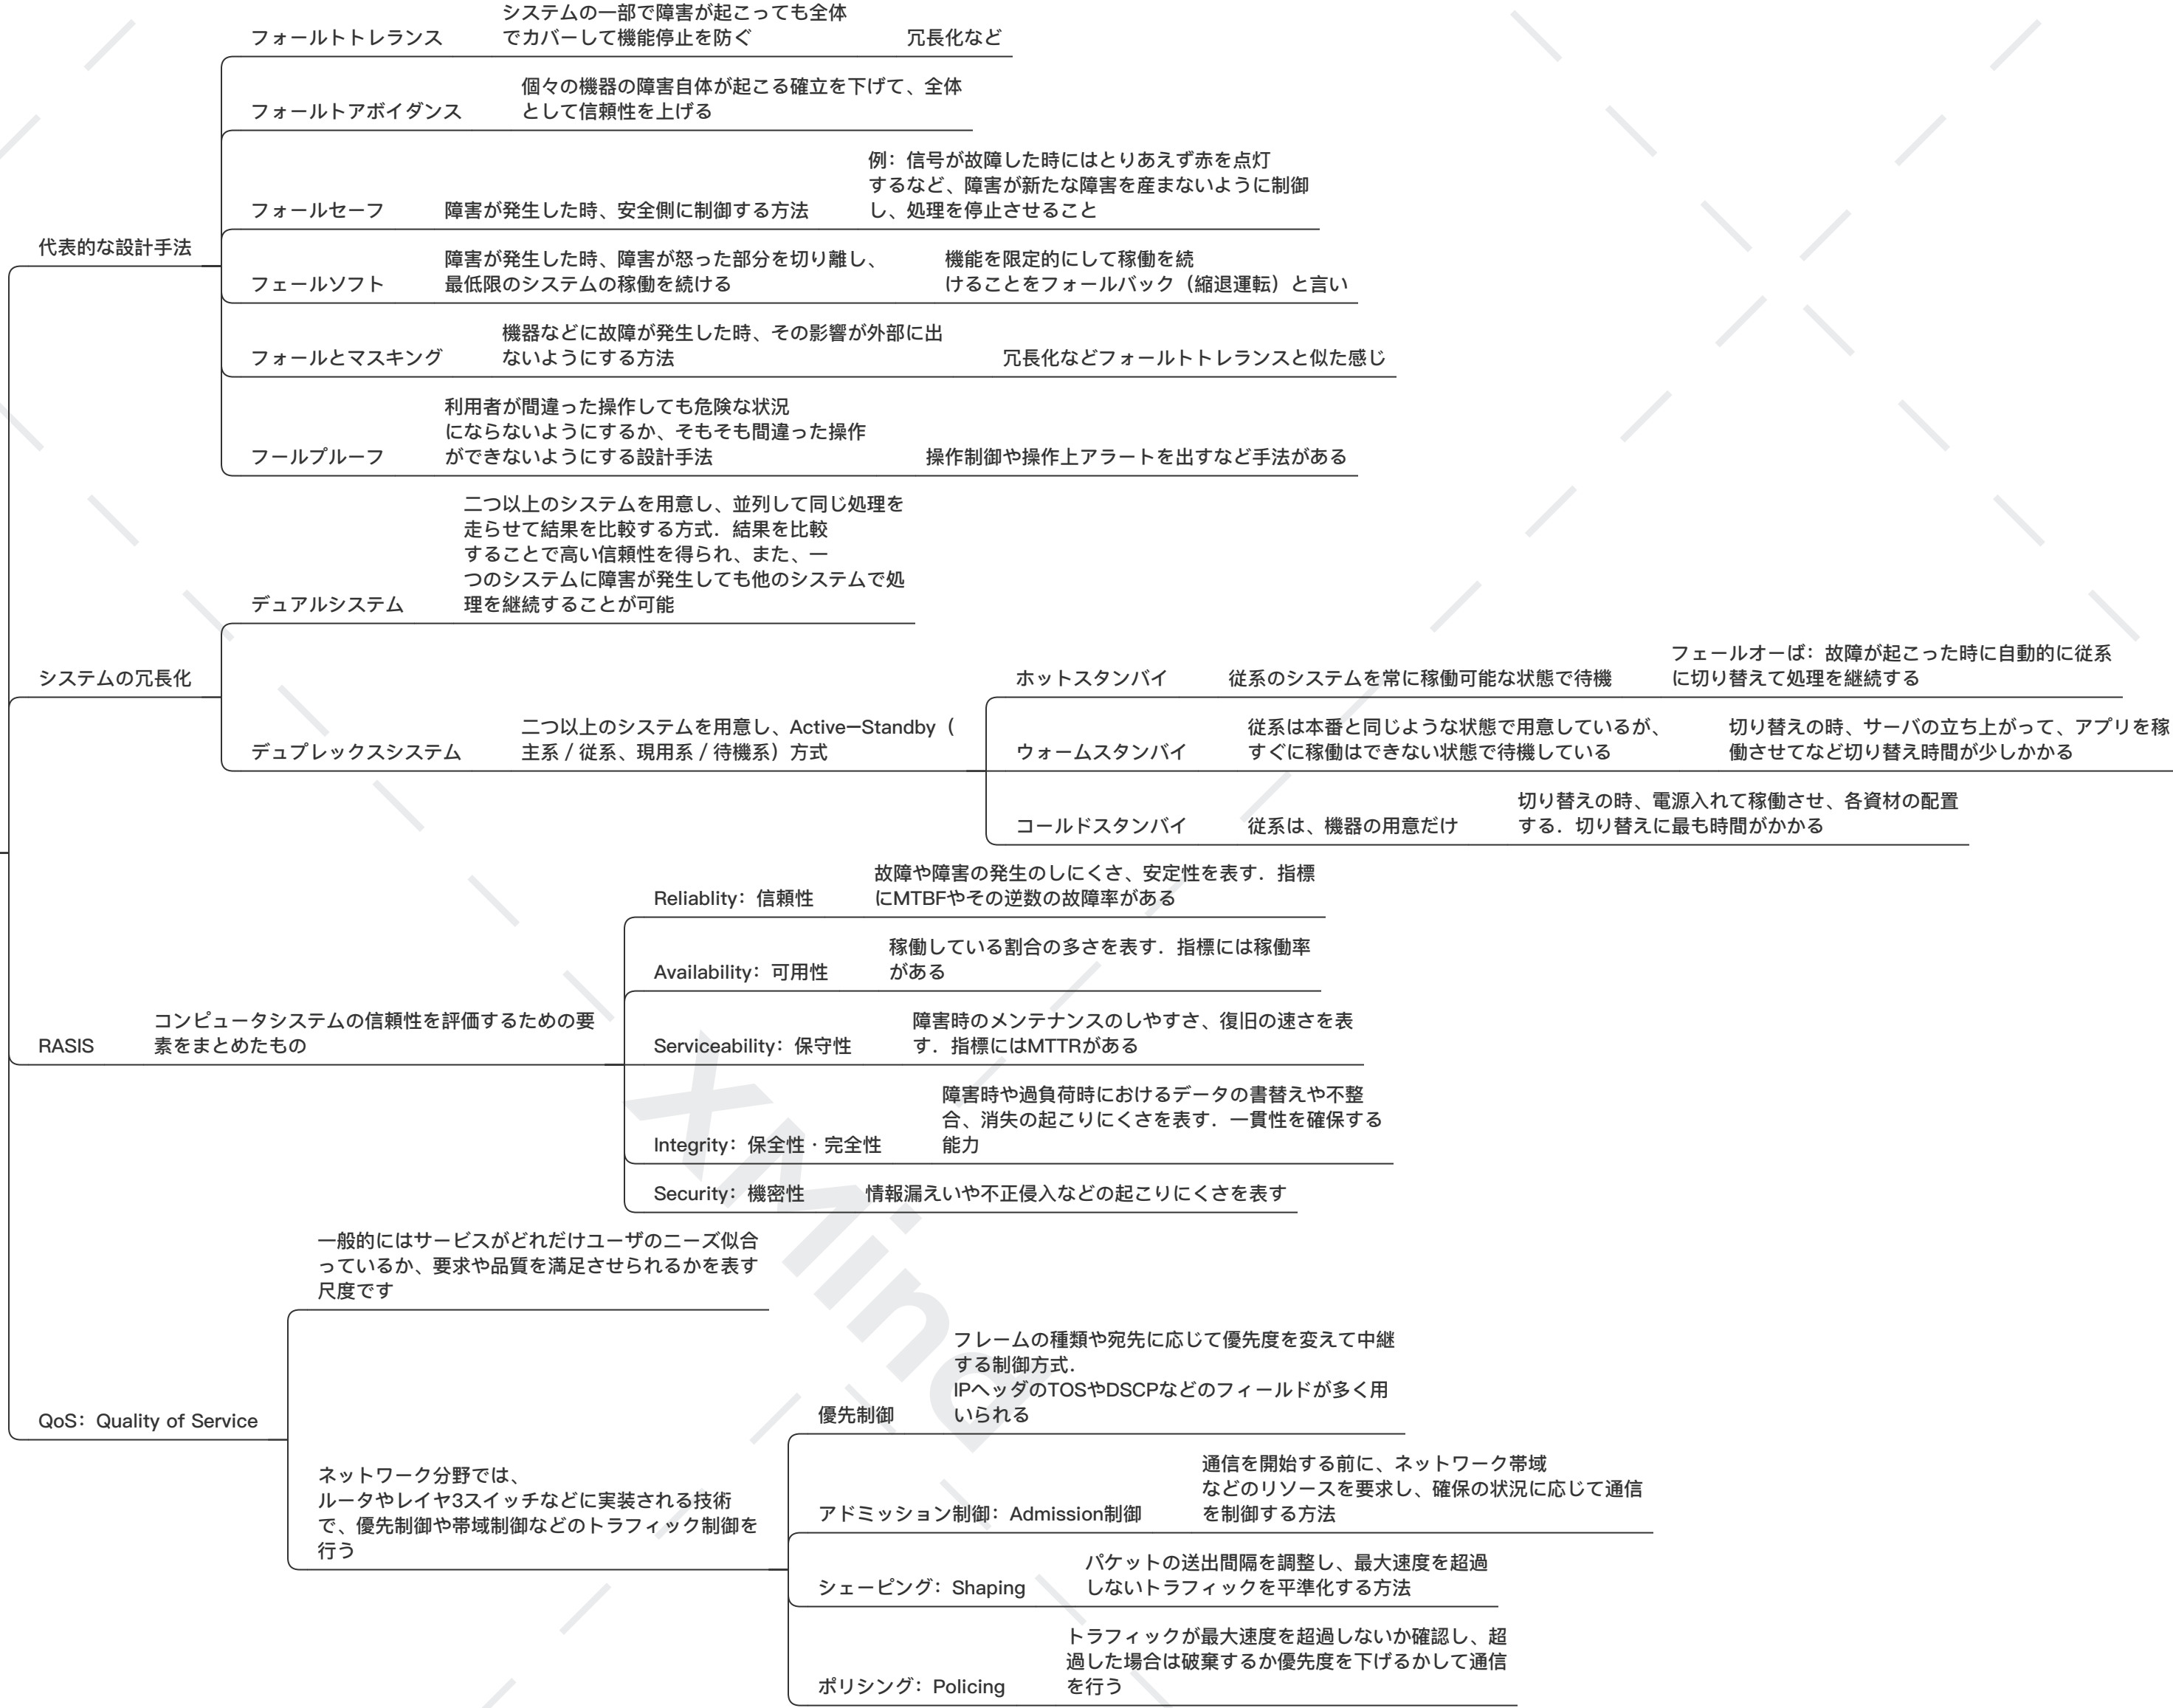 代表的な設計手法
フォールトトレランス
システムの一部で障害が起こっても全体
でカバーして機能停止を防ぐ
冗長化など
フォールトアボイダンス
個々の機器の障害自体が起こる確立を下げて、全体
として信頼性を上げる
フォールセーフ
障害が発生した時、安全側に制御する方法
例：信号が故障した時にはとりあえず赤を点灯
するなど、障害が新たな障害を産まないように制御
し、処理を停止させること
フェールソフト
障害が発生した時、障害が怒った部分を切り離し、
最低限のシステムの稼働を続ける
機能を限定的にして稼働を続
けることをフォールバック（縮退運転）と言い
フォールとマスキング
機器などに故障が発生した時、その影響が外部に出
ないようにする方法
冗長化などフォールトトレランスと似た感じ
フールプルーフ
利用者が間違った操作しても危険な状況
にならないようにするか、そもそも間違った操作
ができないようにする設計手法
操作制御や操作上アラートを出すなど手法がある
システムの冗長化
デュアルシステム
二つ以上のシステムを用意し、並列して同じ処理を
走らせて結果を比較する方式．結果を比較
することで高い信頼性を得られ、また、一
つのシステムに障害が発生しても他のシステムで処
理を継続することが可能
デュプレックスシステム
二つ以上のシステムを用意し、Active—Standby（
主系 / 従系、現用系 / 待機系）方式
ホットスタンバイ
従系のシステムを常に稼働可能な状態で待機
フェールオーば：故障が起こった時に自動的に従系
に切り替えて処理を継続する
ウォームスタンバイ
従系は本番と同じような状態で用意しているが、
すぐに稼働はできない状態で待機している
切り替えの時、サーバの立ち上がって、アプリを稼
働させてなど切り替え時間が少しかかる
コールドスタンバイ
従系は、機器の用意だけ
切り替えの時、電源入れて稼働させ、各資材の配置
する．切り替えに最も時間がかかる
RASIS
コンピュータシステムの信頼性を評価するための要
素をまとめたもの
Reliablity：信頼性
故障や障害の発生のしにくさ、安定性を表す．指標
にMTBFやその逆数の故障率がある
Availability：可用性
稼働している割合の多さを表す．指標には稼働率
がある
Serviceability：保守性
障害時のメンテナンスのしやすさ、復旧の速さを表
す．指標にはMTTRがある
Integrity：保全性・完全性
障害時や過負荷時におけるデータの書替えや不整
合、消失の起こりにくさを表す．一貫性を確保する
能力
Security：機密性
情報漏えいや不正侵入などの起こりにくさを表す
QoS：Quality of Service
一般的にはサービスがどれだけユーザのニーズ似合
っているか、要求や品質を満足させられるかを表す
尺度です
ネットワーク分野では、
ルータやレイヤ3スイッチなどに実装される技術
で、優先制御や帯域制御などのトラフィック制御を
行う
優先制御
フレームの種類や宛先に応じて優先度を変えて中継
する制御方式．
IPヘッダのTOSやDSCPなどのフィールドが多く用
いられる
アドミッション制御：Admission制御
通信を開始する前に、ネットワーク帯域
などのリソースを要求し、確保の状況に応じて通信
を制御する方法
シェーピング：Shaping
パケットの送出間隔を調整し、最大速度を超過
しないトラフィックを平準化する方法
ポリシング：Policing
トラフィックが最大速度を超過しないか確認し、超
過した場合は破棄するか優先度を下げるかして通信
を行う
XMind